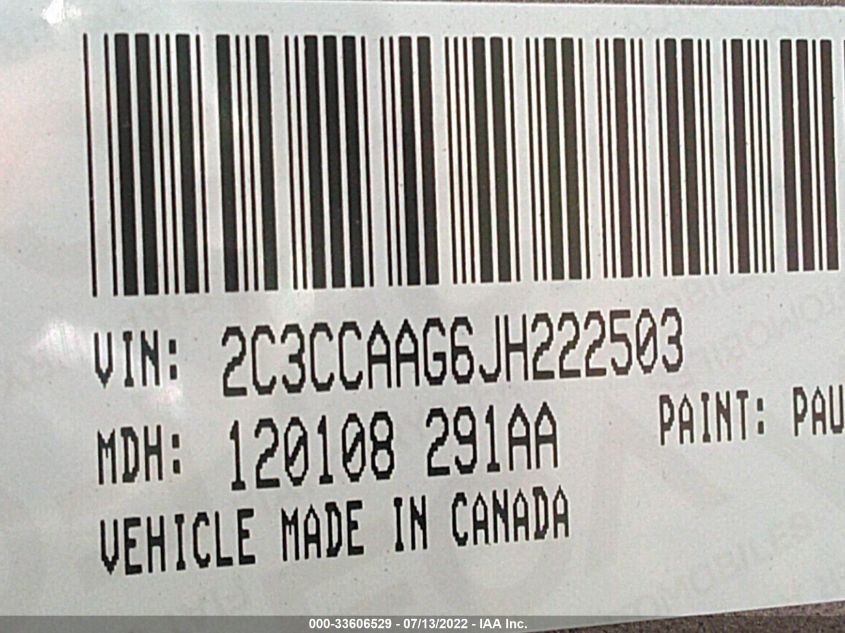 VIN: 2C3CCAAG6JH222503
MDH: 120108 291AA PAINT: PAU
VEHICLE MADE IN CANADA
000-33606529 - 07/13/2022 - IAA Inc.